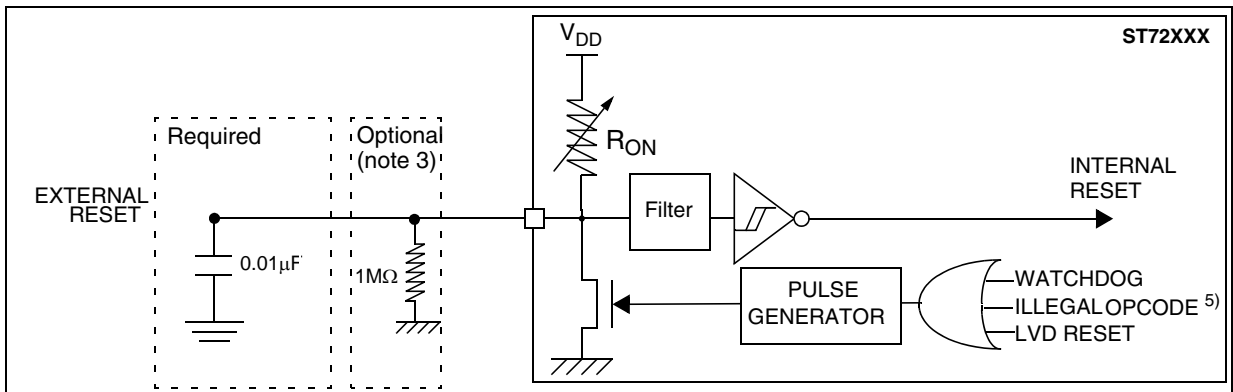 V_DD
ST72XXX
Required
Optional
(note 3)
R_ON
EXTERNAL
RESET
Filter
INTERNAL
RESET
0.01μF
1MΩ
PULSE
GENERATOR
WATCHDOG
ILLEGAL OPCODE 5)
LVD RESET